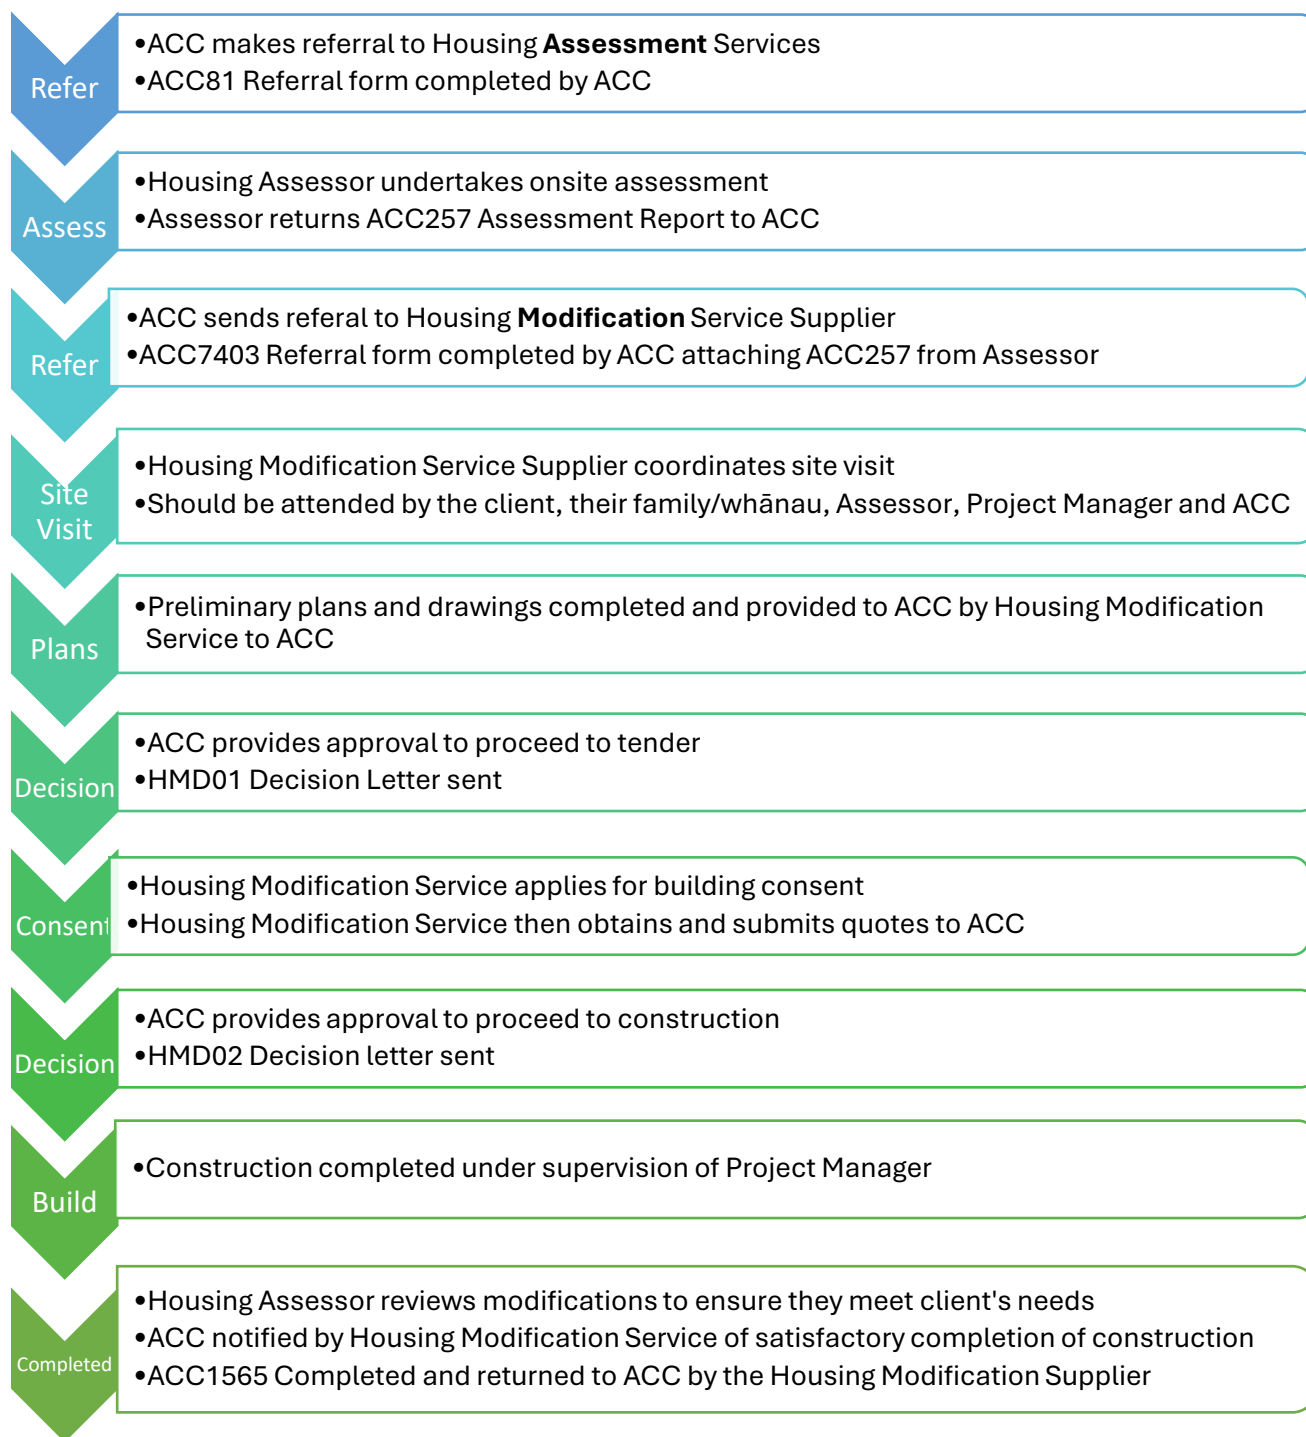 Refer
•ACC makes referral to Housing Assessment Services
•ACC81 Referral form completed by ACC
Assess
•Housing Assessor undertakes onsite assessment
•Assessor returns ACC257 Assessment Report to ACC
Refer
•ACC sends referal to Housing Modification Service Supplier
•ACC7403 Referral form completed by ACC attaching ACC257 from Assessor
Site
Visit
•Housing Modification Service Supplier coordinates site visit
•Should be attended by the client, their family/whānau, Assessor, Project Manager and ACC
Plans
•Preliminary plans and drawings completed and provided to ACC by Housing Modification
Service to ACC
Decision
•ACC provides approval to proceed to tender
•HMD01 Decision Letter sent
Consent
•Housing Modification Service applies for building consent
•Housing Modification Service then obtains and submits quotes to ACC
Decision
•ACC provides approval to proceed to construction
•HMD02 Decision letter sent
Build
•Construction completed under supervision of Project Manager
Completed
•Housing Assessor reviews modifications to ensure they meet client's needs
•ACC notified by Housing Modification Service of satisfactory completion of construction
•ACC1565 Completed and returned to ACC by the Housing Modification Supplier